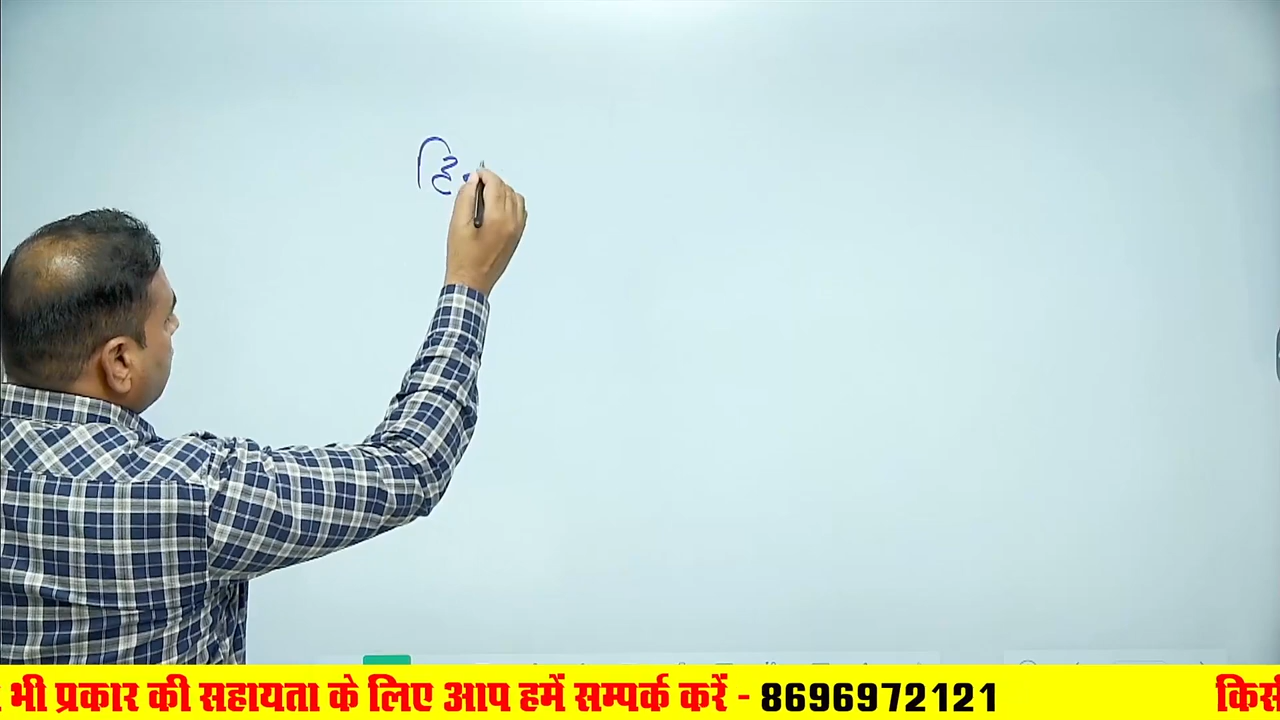 हि
भी प्रकार की सहायता के लिए आप हमें सम्पर्क करें - 8696972121 किसी